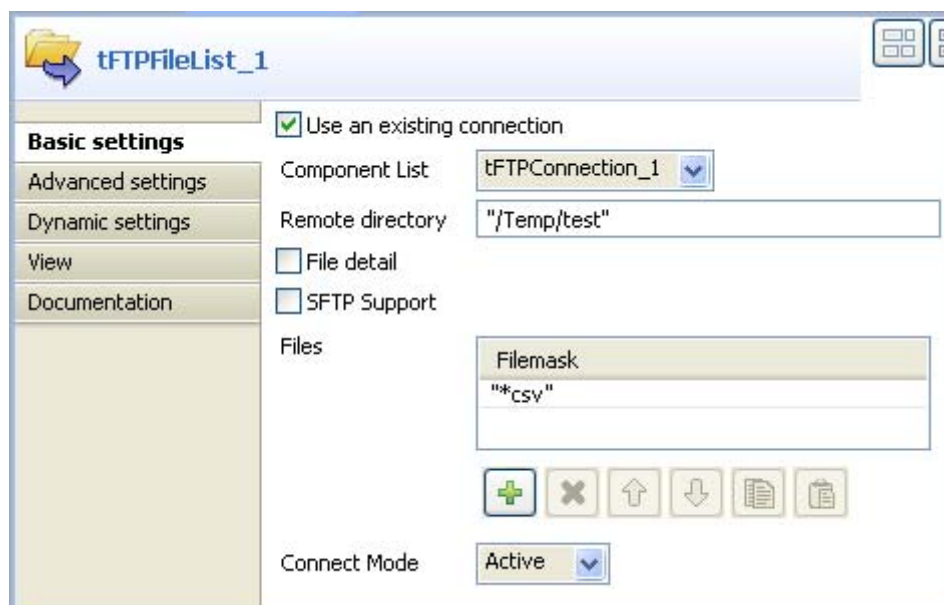 tFTPFileList_1
Basic settings
Advanced settings
Dynamic settings
View
Documentation
Use an existing connection
Component List tFTPConnection_1
Remote directory "/Temp/test"
File detail
SFTP Support
Files
Filemask
"*csv"
Connect Mode Active